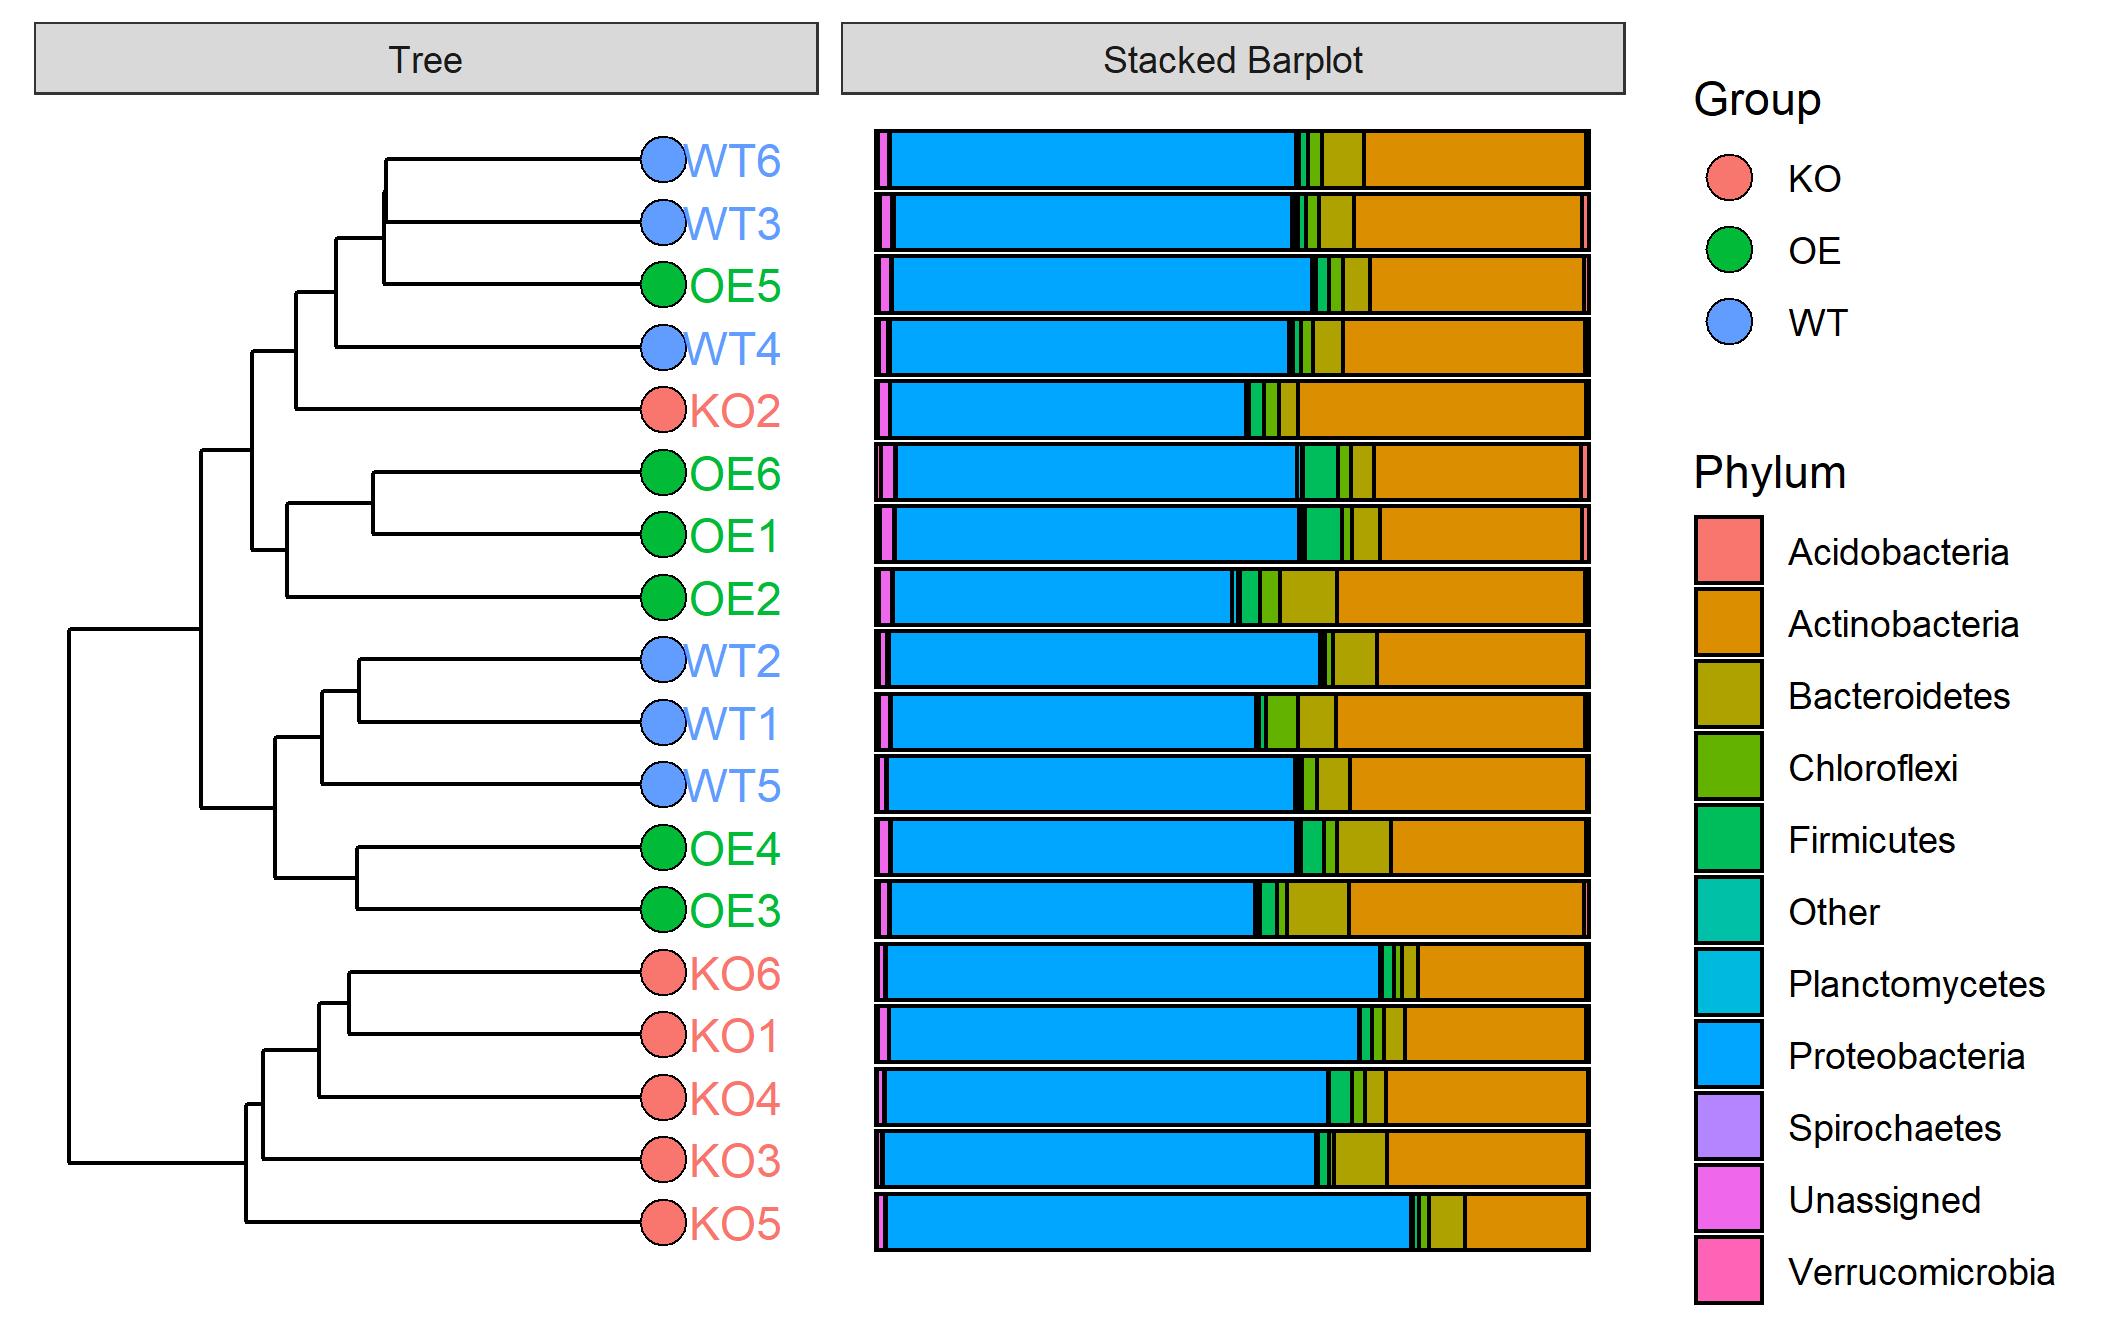 Tree
Stacked Barplot
WT6
WT3
OE5
WT4
KO2
OE6
OE1
OE2
WT2
WT1
WT5
OE4
OE3
KO6
KO1
KO4
KO3
KO5
Group
KO
OE
WT
Phylum
Acidobacteria
Actinobacteria
Bacteroidetes
Chloroflexi
Firmicutes
Other
Planctomycetes
Proteobacteria
Spirochaetes
Unassigned
Verrucomicrobia